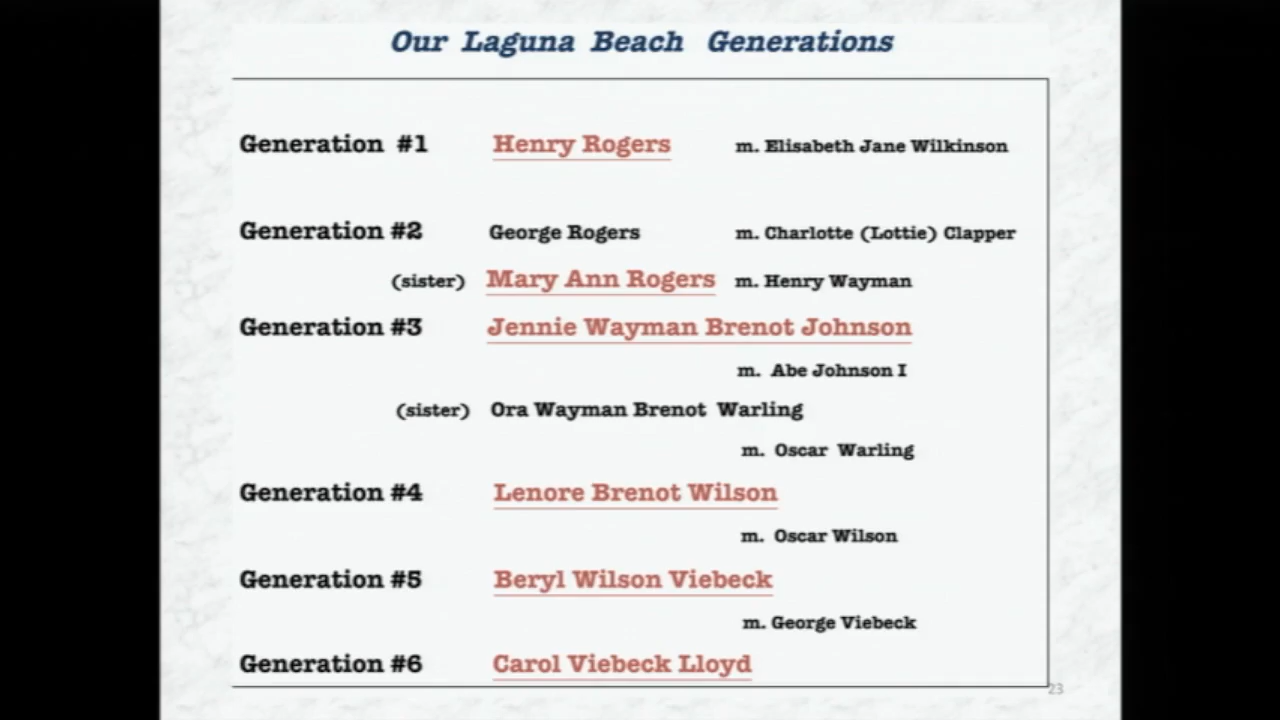 Our Laguna Beach Generations
Generation #1 Henry Rogers m. Elisabeth Jane Wilkinson
Generation #2 George Rogers m. Charlotte (Lottie) Clapper
(sister) Mary Ann Rogers m. Henry Wayman
Generation #3 Jennie Wayman Brenot Johnson
m. Abe Johnson I
(sister) Ora Wayman Brenot Warling
m. Oscar Warling
Generation #4 Lenore Brenot Wilson
m. Oscar Wilson
Generation #5 Beryl Wilson Viebeck
m. George Viebeck
Generation #6 Carol Viebeck Lloyd
23